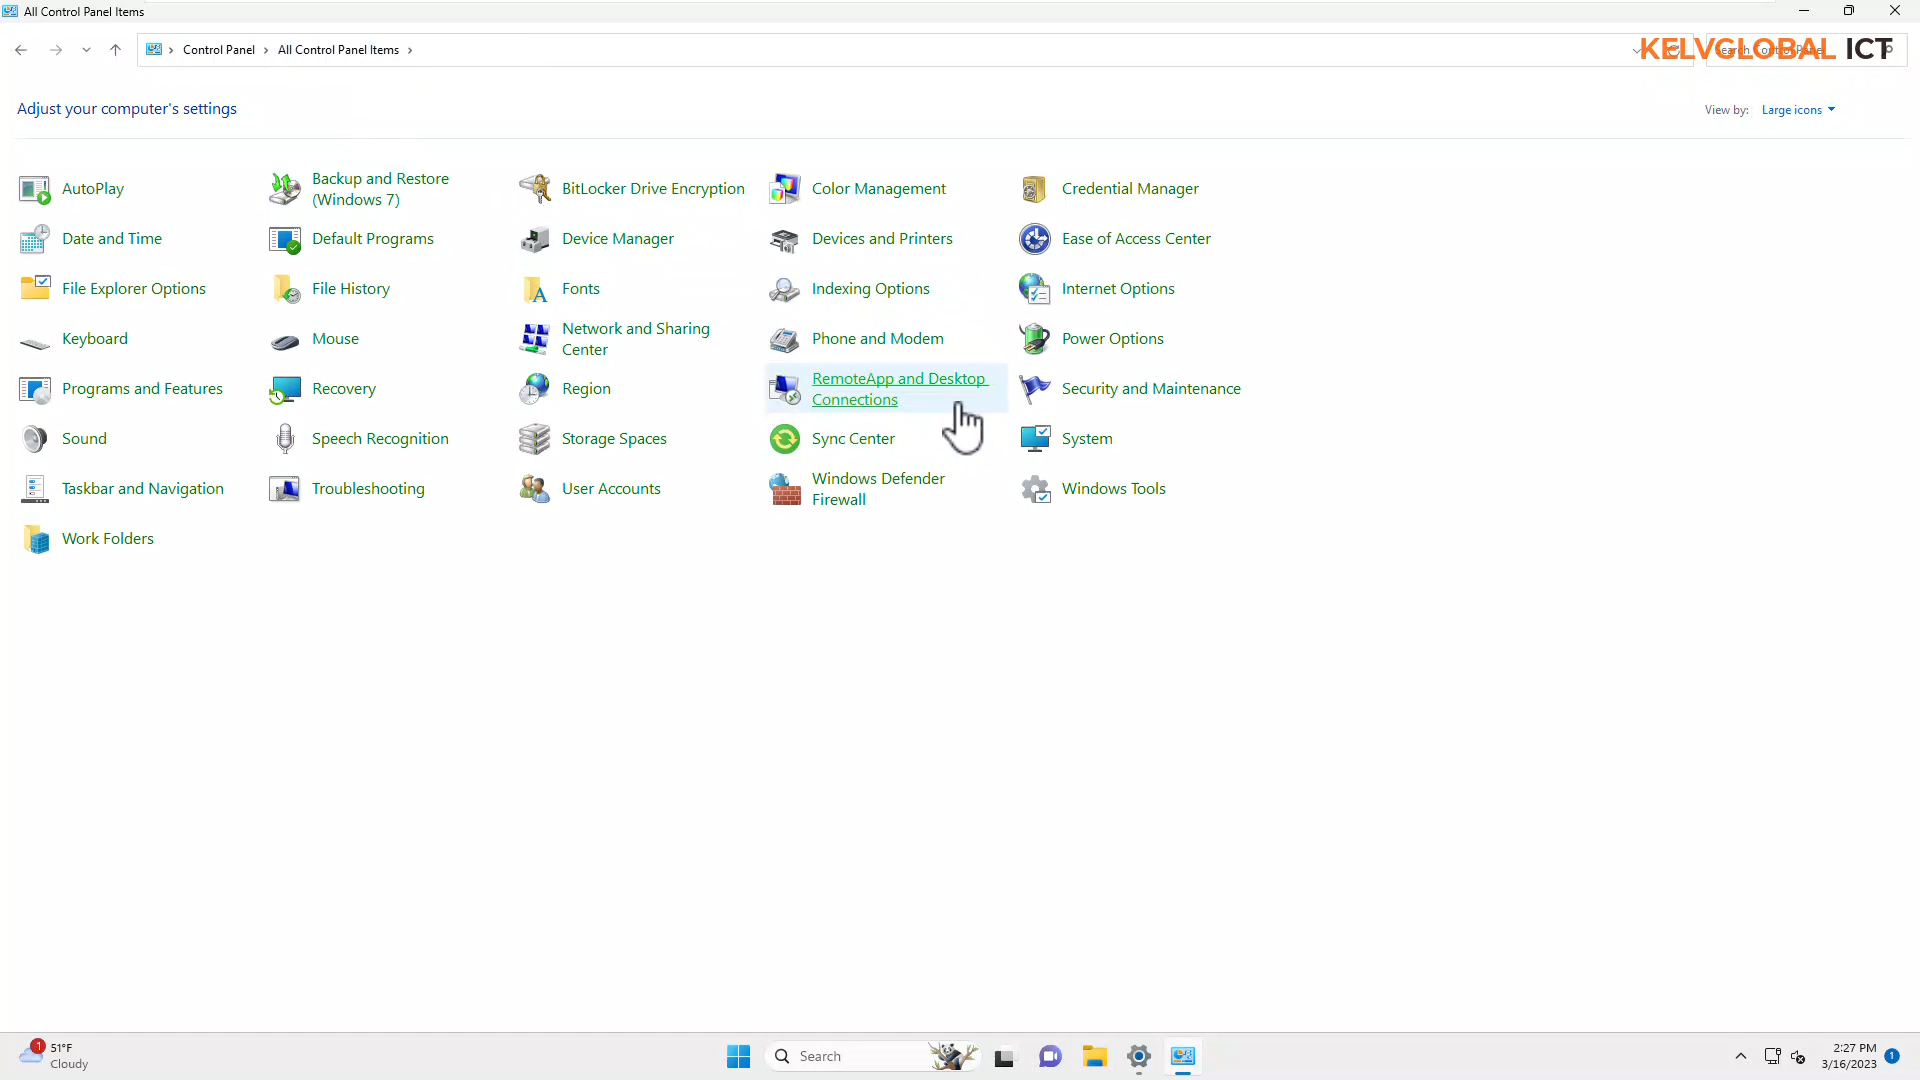 All Control Panel Items
Control Panel
All Control Panel Items
KELVGLOBAL ICT
Adjust your computer's settings
View by: Large icons
AutoPlay
Backup and Restore
(Windows 7)
BitLocker Drive Encryption
Color Management
Credential Manager
Date and Time
Default Programs
Device Manager
Devices and Printers
Ease of Access Center
File Explorer Options
File History
Fonts
Indexing Options
Internet Options
Keyboard
Mouse
Network and Sharing
Center
Phone and Modem
Power Options
Programs and Features
Recovery
Region
RemoteApp and Desktop
Connections
Security and Maintenance
Sound
Speech Recognition
Storage Spaces
Sync Center
System
Taskbar and Navigation
Troubleshooting
User Accounts
Windows Defender
Firewall
Windows Tools
Work Folders
1
51°F
Cloudy
Search
2:27 PM
3/16/2023
1